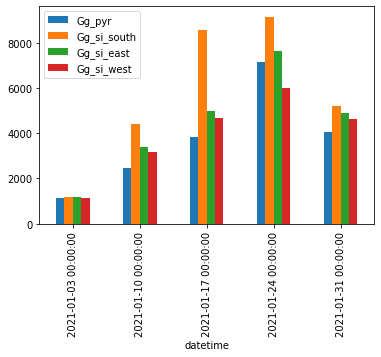 Gg_pyr
Gg_si_south
Gg_si_east
Gg_si_west
8000
6000
4000
2000
0
2021-01-03 00:00:00
2021-01-10 00:00:00
2021-01-17 00:00:00
2021-01-24 00:00:00
2021-01-31 00:00:00
datetime